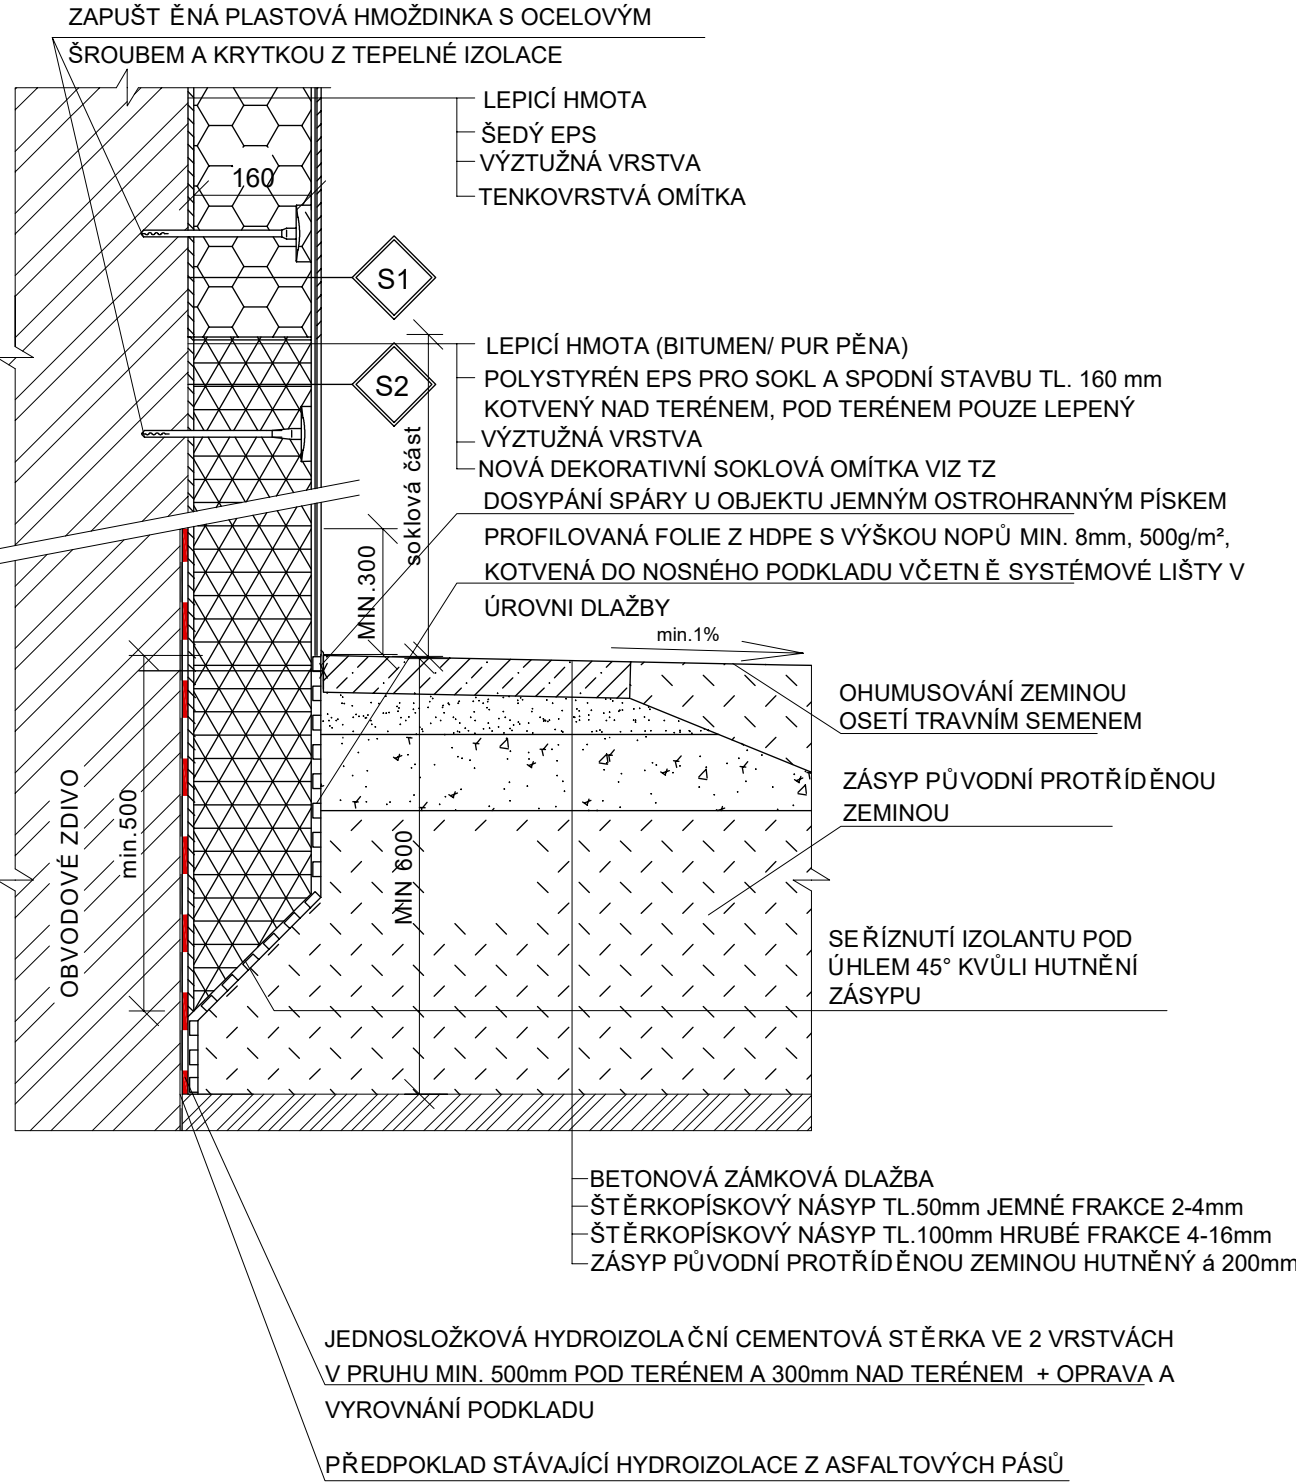 ZAPUŠTĚNÁ PLASTOVÁ HMOŽDINKA S OCELOVÝM
ŠROUBEM A KRYTKOU Z TEPELNÉ IZOLACE
LEPICÍ HMOTA
ŠEDÝ EPS
VÝZTUŽNÁ VRSTVA
TENKOVRSTVÁ OMÍTKA
160
S1
LEPICÍ HMOTA (BITUMEN/ PUR PĚNA)
POLYSTYRÉN EPS PRO SOKL A SPODNÍ STAVBU TL. 160 mm
KOTVENÝ NAD TERÉNEM, POD TERÉNEM POUZE LEPENÝ
VÝZTUŽNÁ VRSTVA
NOVÁ DEKORATIVNÍ SOKLOVÁ OMÍTKA VIZ TZ
S2
soklová část
DOSYPÁNÍ SPÁRY U OBJEKTU JEMNÝM OSTROHRANNÝM PÍSKEM
PROFILOVANÁ FOLIE Z HDPE S VÝŠKOU NOPŮ MIN. 8mm, 500g/m²,
KOTVENÁ DO NOSNÉHO PODKLADU VČETNĚ SYSTÉMOVÉ LIŠTY V
ÚROVNI DLAŽBY
MIN.300
min.1%
OHUMUSOVÁNÍ ZEMINOU
OSETÍ TRAVNÍM SEMENEM
ZÁSYP PŮVODNÍ PROTŘÍDĚNOU
ZEMINOU
OBVODOVÉ ZDIVO
min.500
MIN 600
SEŘÍZNUTÍ IZOLANTU POD
ÚHLEM 45° KVŮLI HUTNĚNÍ
ZÁSYPU
BETONOVÁ ZÁMKOVÁ DLAŽBA
ŠTĚRKOPÍSKOVÝ NÁSYP TL.50mm JEMNÉ FRAKCE 2-4mm
ŠTĚRKOPÍSKOVÝ NÁSYP TL.100mm HRUBÉ FRAKCE 4-16mm
ZÁSYP PŮVODNÍ PROTŘÍDĚNOU ZEMINOU HUTNĚNÝ á 200mm
JEDNOSLOŽKOVÁ HYDROIZOLAČNÍ CEMENTOVÁ STĚRKA VE 2 VRSTVÁCH
V PRUHU MIN. 500mm POD TERÉNEM A 300mm NAD TERÉNEM + OPRAVA A
VYROVNÁNÍ PODKLADU
PŘEDPOKLAD STÁVAJÍCÍ HYDROIZOLACE Z ASFALTOVÝCH PÁSŮ